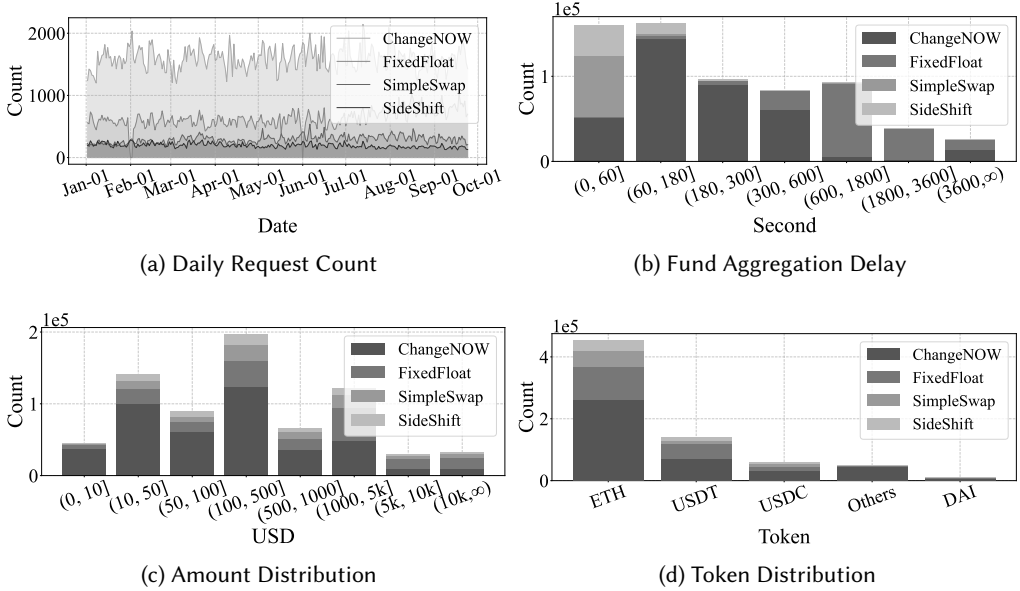 2000
1000
0
Count
ChangeNOW
FixedFloat
SimpleSwap
SideShift
Jan-01
Feb-01
Mar-01
Apr-01
May-01
Jun-01
Jul-01
Aug-01
Sep-01
Oct-01
Date
(a) Daily Request Count
1e5
1
0
Count
ChangeNOW
FixedFloat
SimpleSwap
SideShift
(0, 60]
(60, 180]
(180, 300]
(300, 600]
(600, 1800]
(1800, 3600]
(3600,∞)
Second
(b) Fund Aggregation Delay
1e5
2
1
0
Count
ChangeNOW
FixedFloat
SimpleSwap
SideShift
(0, 10]
(10, 50]
(50, 100]
(100, 500]
(500, 1000]
(1000, 5k]
(5k, 10k]
(10k,∞)
USD
(c) Amount Distribution
1e5
4
2
0
Count
ChangeNOW
FixedFloat
SimpleSwap
SideShift
ETH
USDT
USDC
Others
DAI
Token
(d) Token Distribution